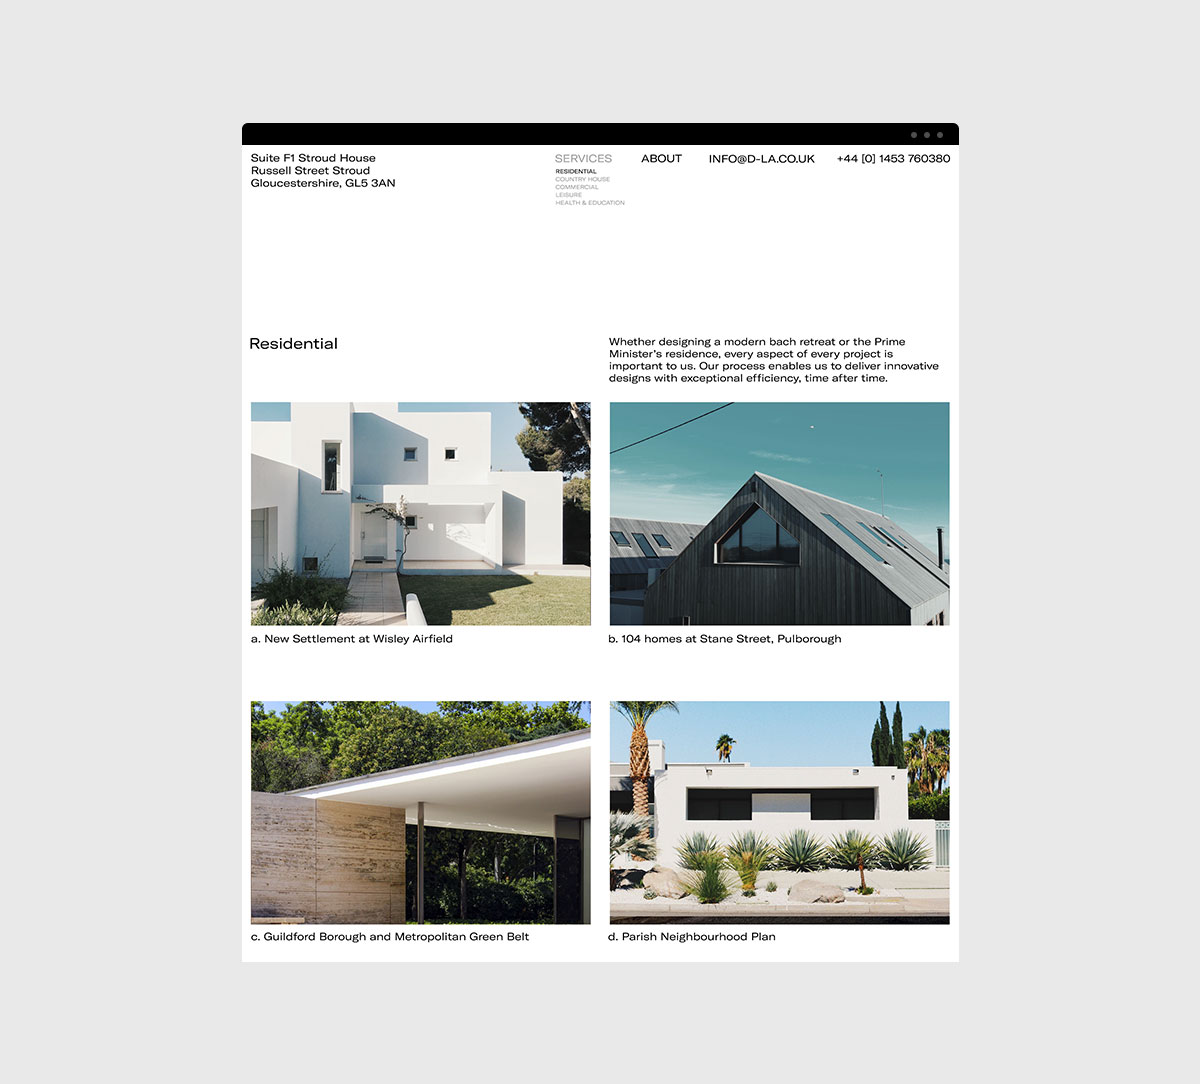 Suite F1 Stroud House
Russell Street Stroud
Gloucestershire, GL5 3AN
SERVICES
RESIDENTIAL
COUNTRY HOUSE
COMMERCIAL
LEISURE
HEALTH & EDUCATION
ABOUT
INFO@D-LA.CO.UK
+44 [0] 1453 760380
Residential
Whether designing a modern bach retreat or the Prime
Minister's residence, every aspect of every project is
important to us. Our process enables us to deliver innovative
designs with exceptional efficiency, time after time.
a. New Settlement at Wisley Airfield
b. 104 homes at Stane Street, Pulborough
c. Guildford Borough and Metropolitan Green Belt
d. Parish Neighbourhood Plan